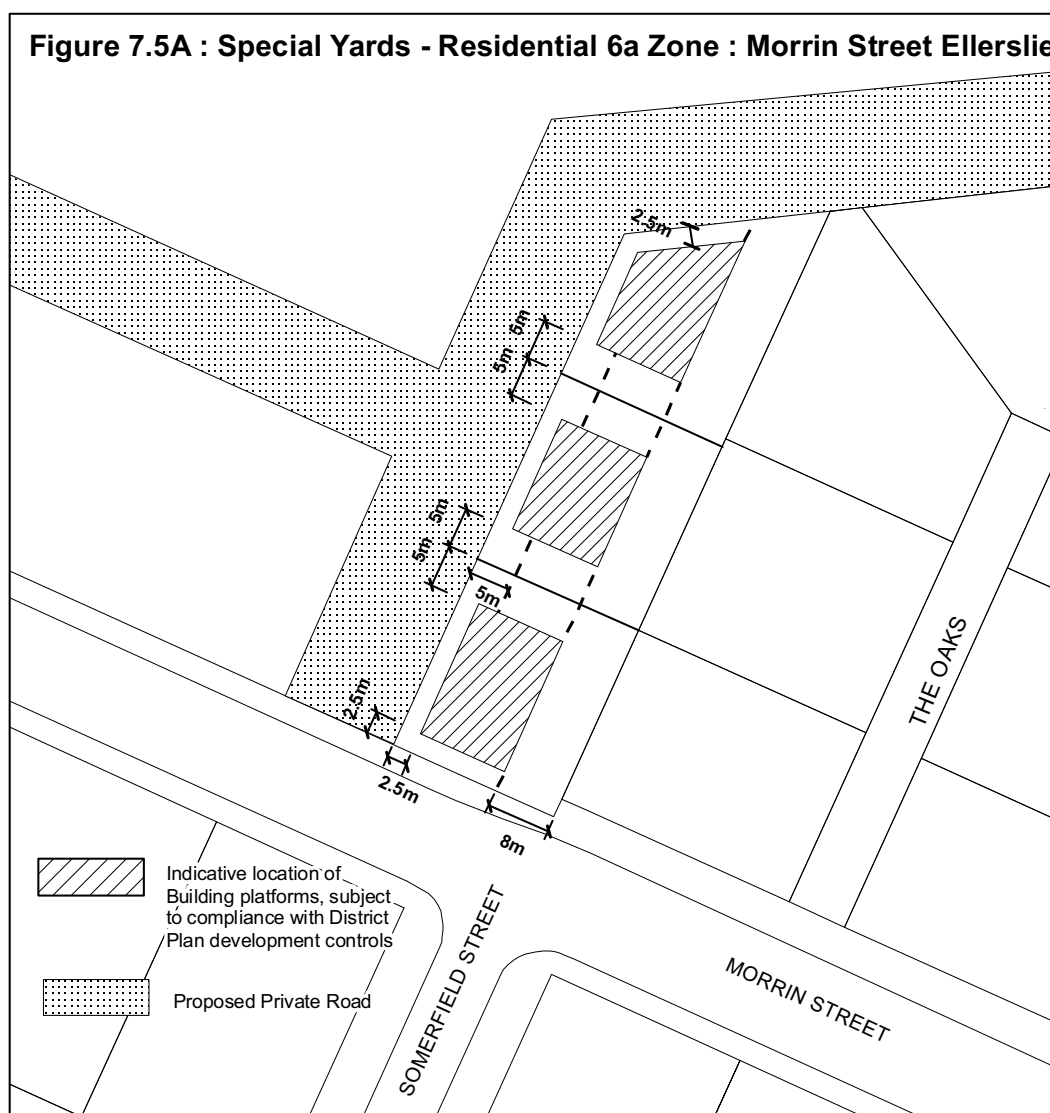 Figure 7.5A : Special Yards - Residential 6a Zone : Morrin Street Ellerslie
2.5m
5m
5m
5m
5m
5m
THE OAKS
2.5m
2.5m
8m
Indicative location of
Building platforms, subject
to compliance with District
Plan development controls
Proposed Private Road
SOMERFIELD STREET
MORRIN STREET